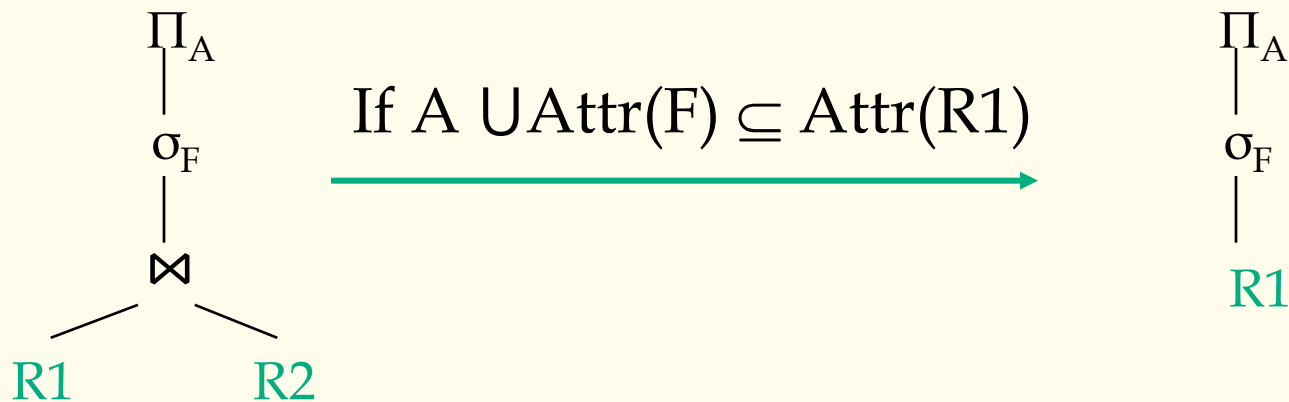 Π_A
σ_F
⋈
R1 R2
If A ∪Attr(F) ⊆ Attr(R1)
Π_A
σ_F
R1